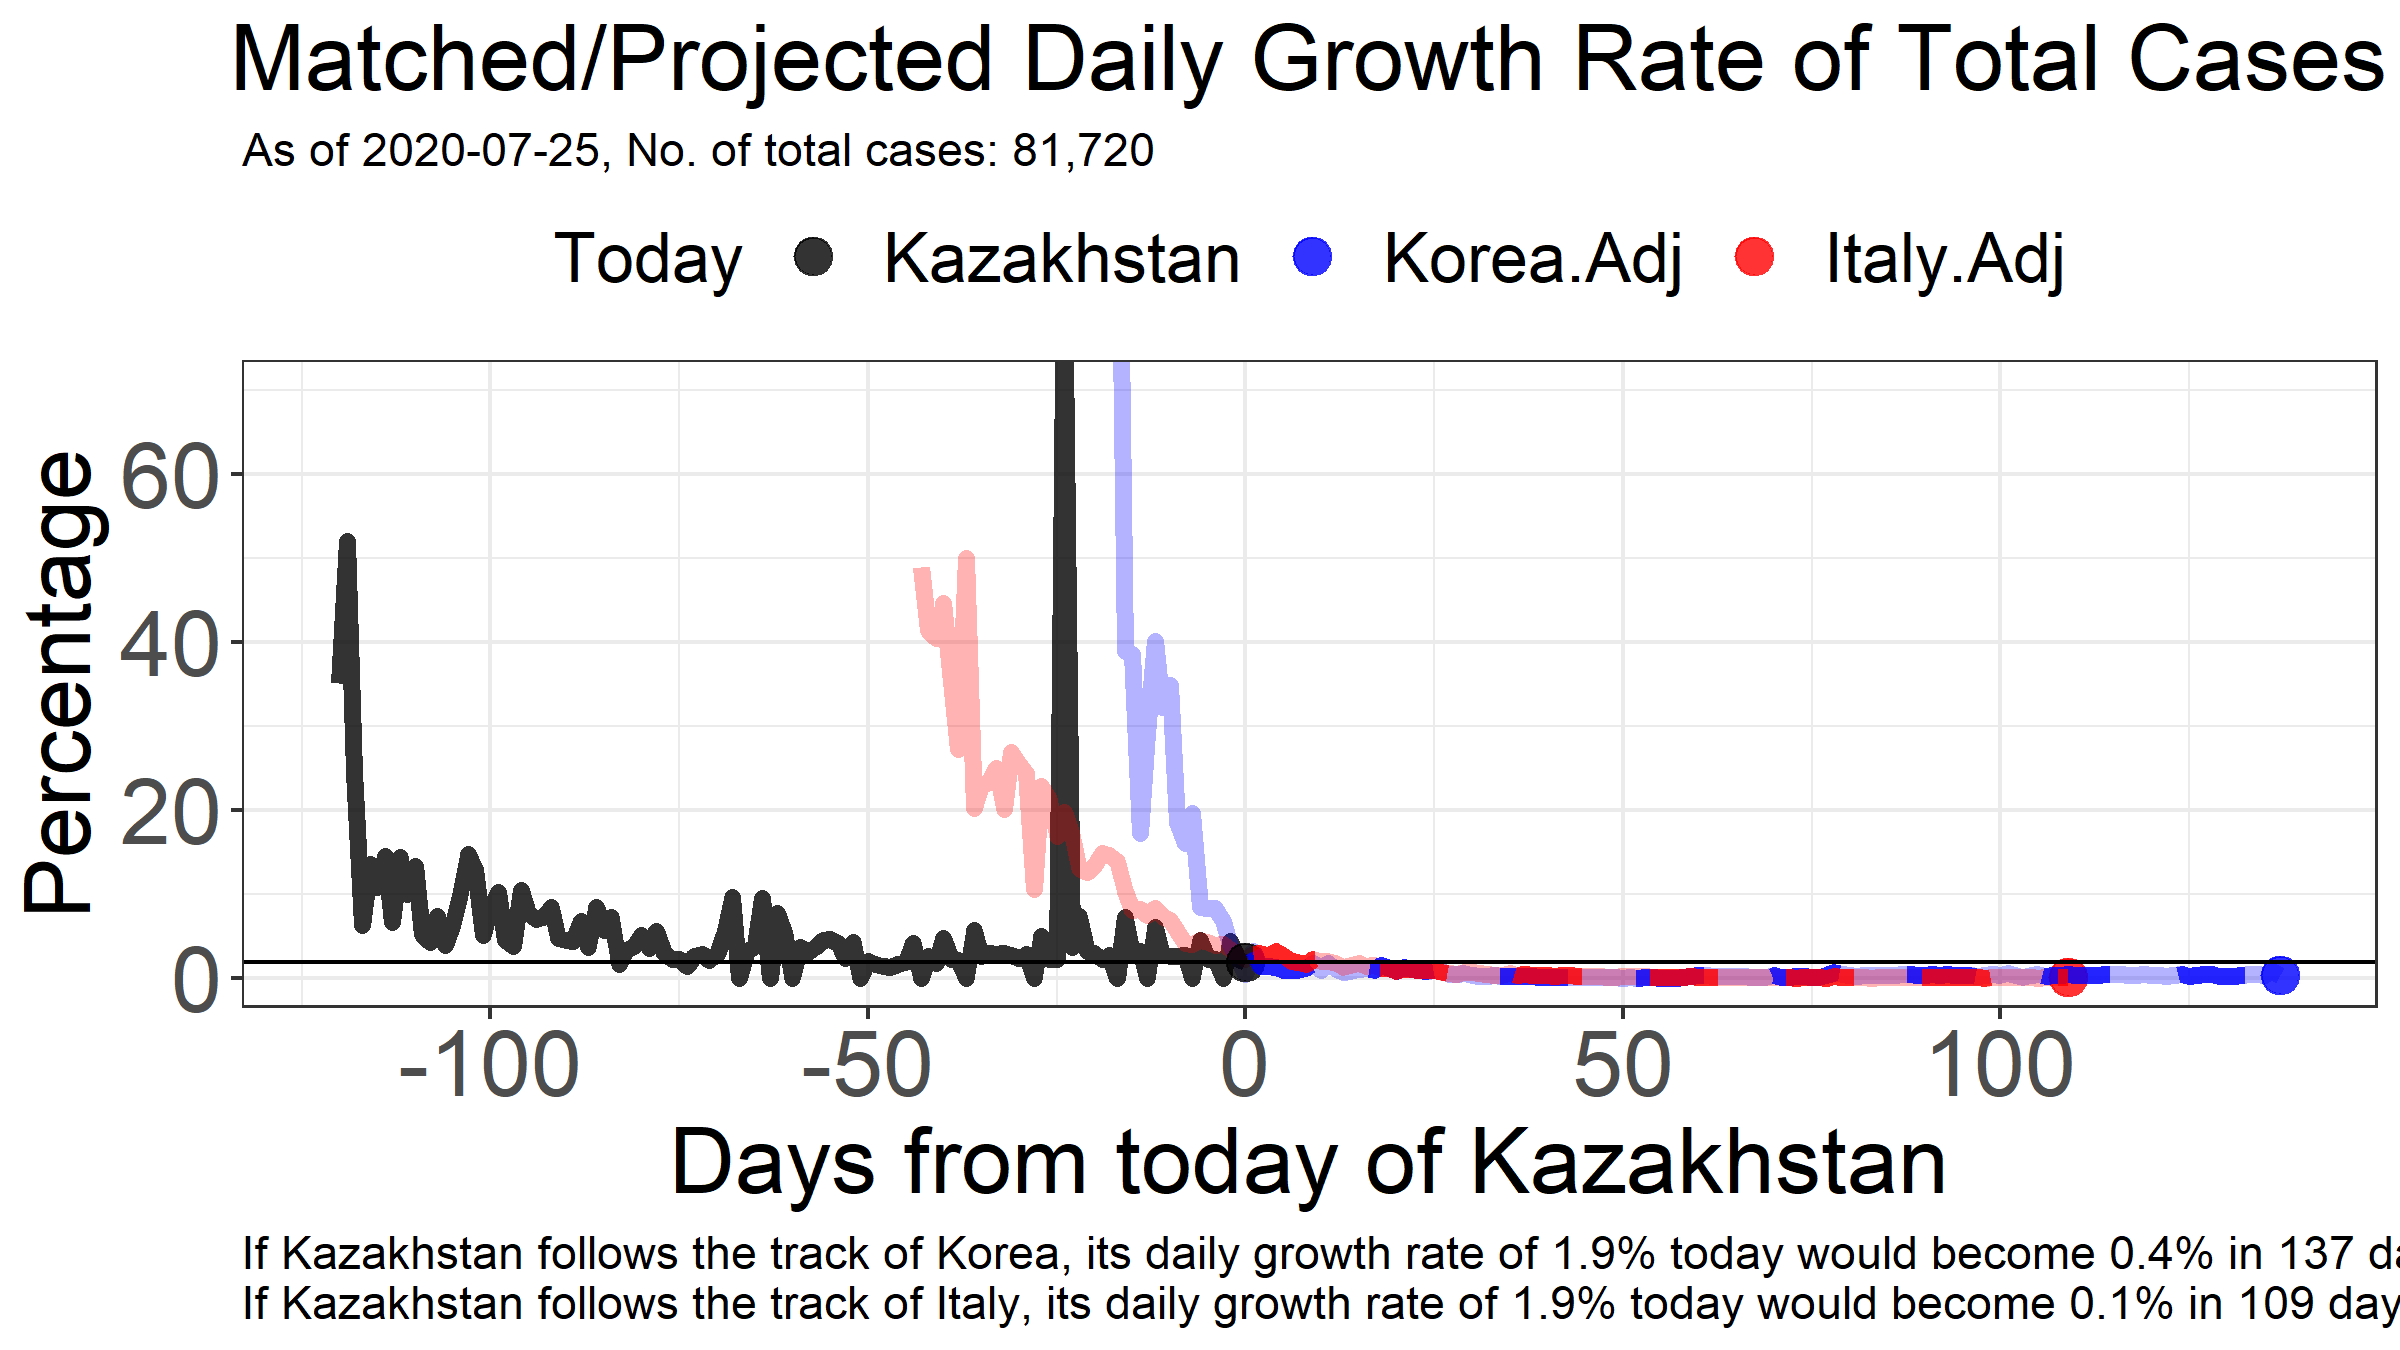 Matched/Projected Daily Growth Rate of Total Cases
As of 2020-07-25, No. of total cases: 81,720
Today Kazakhstan Korea.Adj Italy.Adj
Percentage
60
40
20
0
-100 -50 0 50 100
Days from today of Kazakhstan
If Kazakhstan follows the track of Korea, its daily growth rate of 1.9% today would become 0.4% in 137 da
If Kazakhstan follows the track of Italy, its daily growth rate of 1.9% today would become 0.1% in 109 day